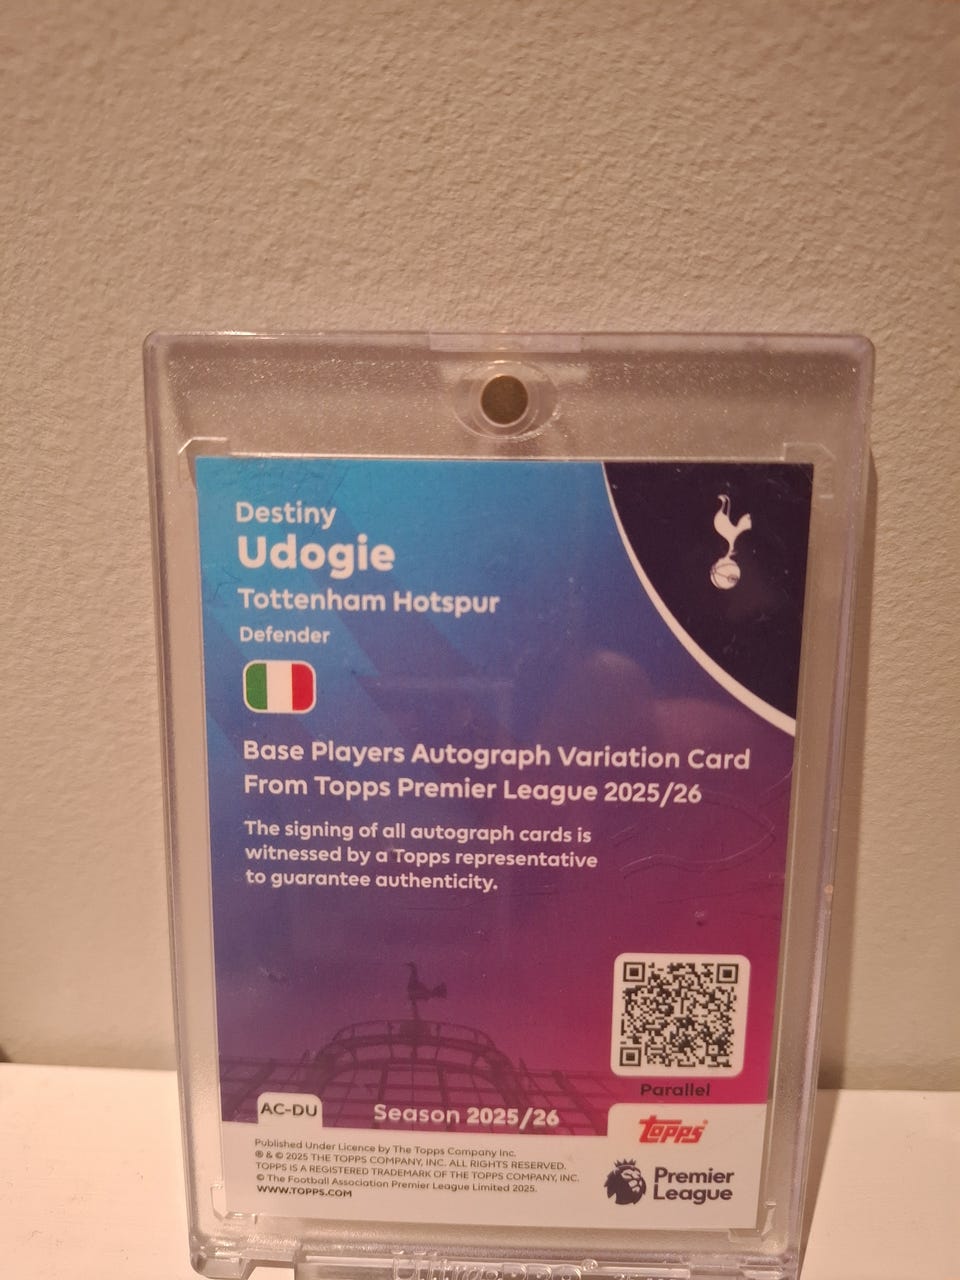 Destiny
Udogie
Tottenham Hotspur
Defender
Base Players Autograph Variation Card
From Topps Premier League 2025/26
The signing of all autograph cards is
witnessed by a Topps representative
to guarantee authenticity.
Parallel
AC-DU
Season 2025/26
topps®
Published Under Licence by The Topps Company Inc.
® & © 2025 THE TOPPS COMPANY, INC. ALL RIGHTS RESERVED.
TOPPS IS A REGISTERED TRADEMARK OF THE TOPPS COMPANY, INC.
© The Football Association Premier League Limited 2025.
WWW.TOPPS.COM
Premier
League
Ultra PRO